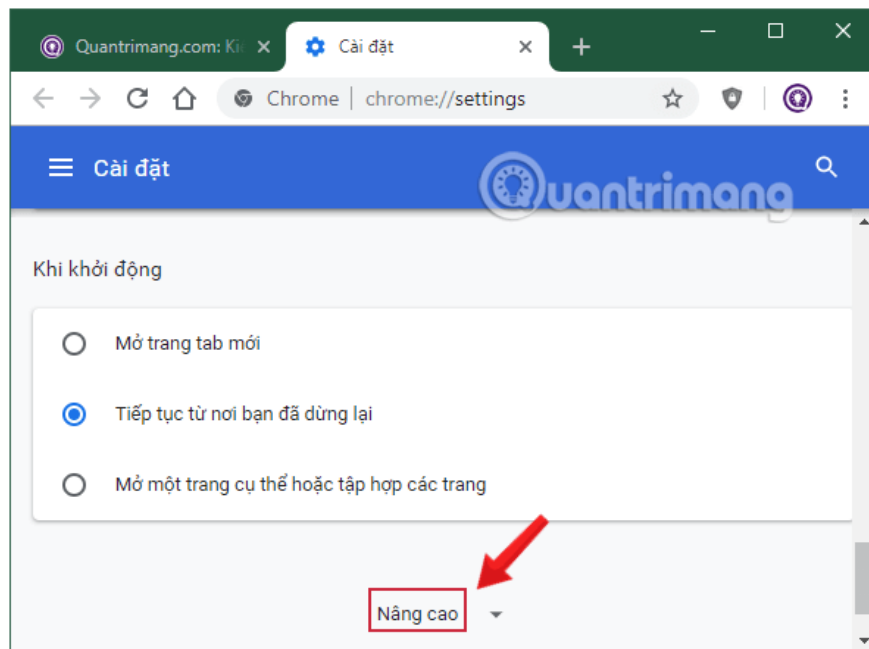 Quantrimang.com: Ki
Cài đặt
Chrome | chrome://settings
Cài đặt
Quantrimang
Khi khởi động
Mở trang tab mới
Tiếp tục từ nơi bạn đã dừng lại
Mở một trang cụ thể hoặc tập hợp các trang
Nâng cao